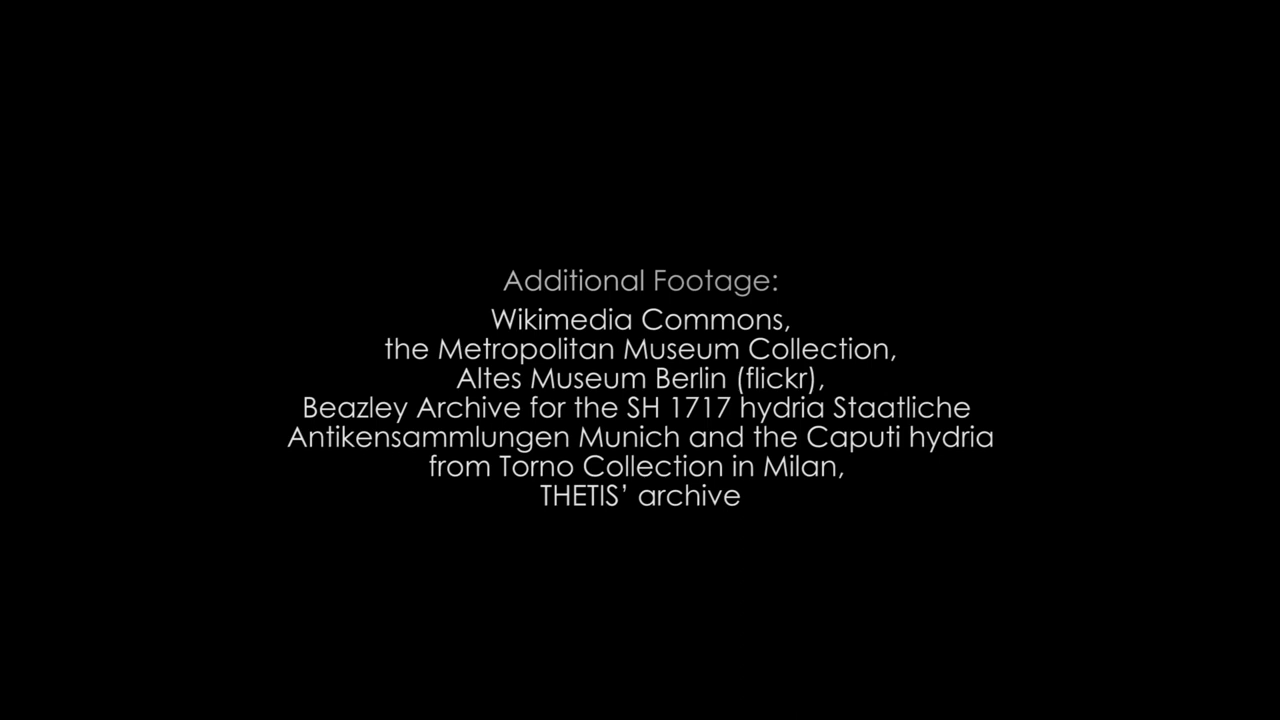 Additional Footage:
Wikimedia Commons,
the Metropolitan Museum Collection,
Altes Museum Berlin (flickr),
Beazley Archive for the SH 1717 hydria Staatliche
Antikensammlungen Munich and the Caputi hydria
from Torno Collection in Milan,
THETIS’ archive